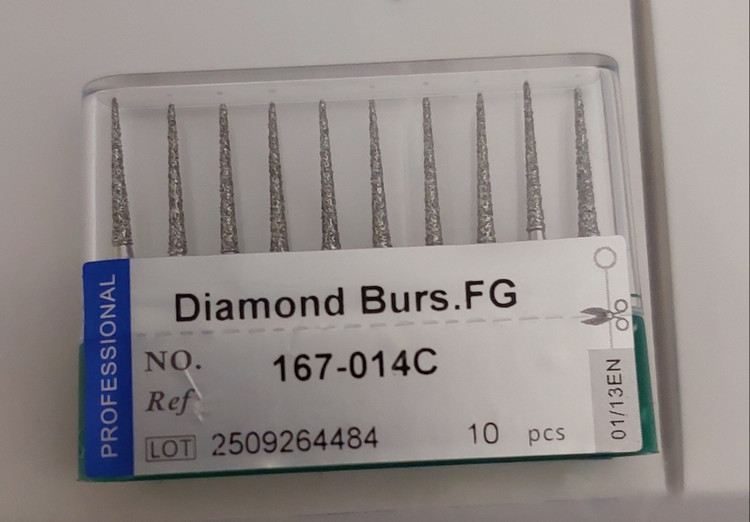 PROFESSIONAL
Diamond Burs.FG
NO. 167-014C
Ref
LOT 2509264484 10 pcs
01/13EN